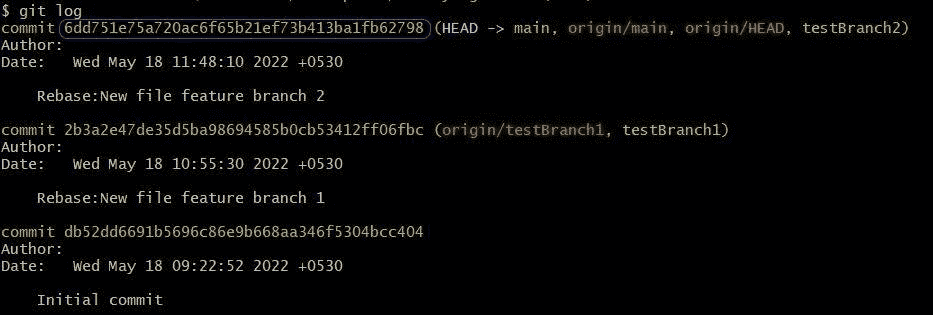 $ git log
commit 6dd751e75a720ac6f65b21ef73b413ba1fb62798 (HEAD -> main, origin/main, origin/HEAD, testBranch2)
Author:
Date:   Wed May 18 11:48:10 2022 +0530
Rebase:New file feature branch 2
commit 2b3a2e47de35d5ba98694585b0cb53412ff06fbc (origin/testBranch1, testBranch1)
Author:
Date:   Wed May 18 10:55:30 2022 +0530
Rebase:New file feature branch 1
commit db52dd6691b5696c86e9b668aa346f5304bcc404
Author:
Date:   Wed May 18 09:22:52 2022 +0530
Initial commit